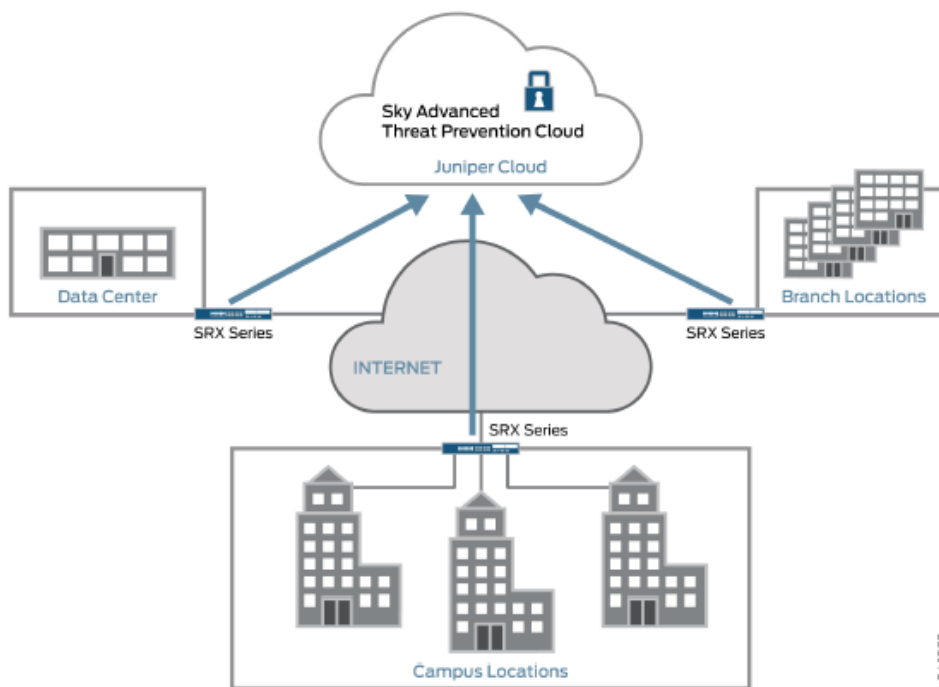 Sky Advanced
Threat Prevention Cloud
Juniper Cloud
Data Center
Branch Locations
SRX Series
SRX Series
INTERNET
SRX Series
Campus Locations